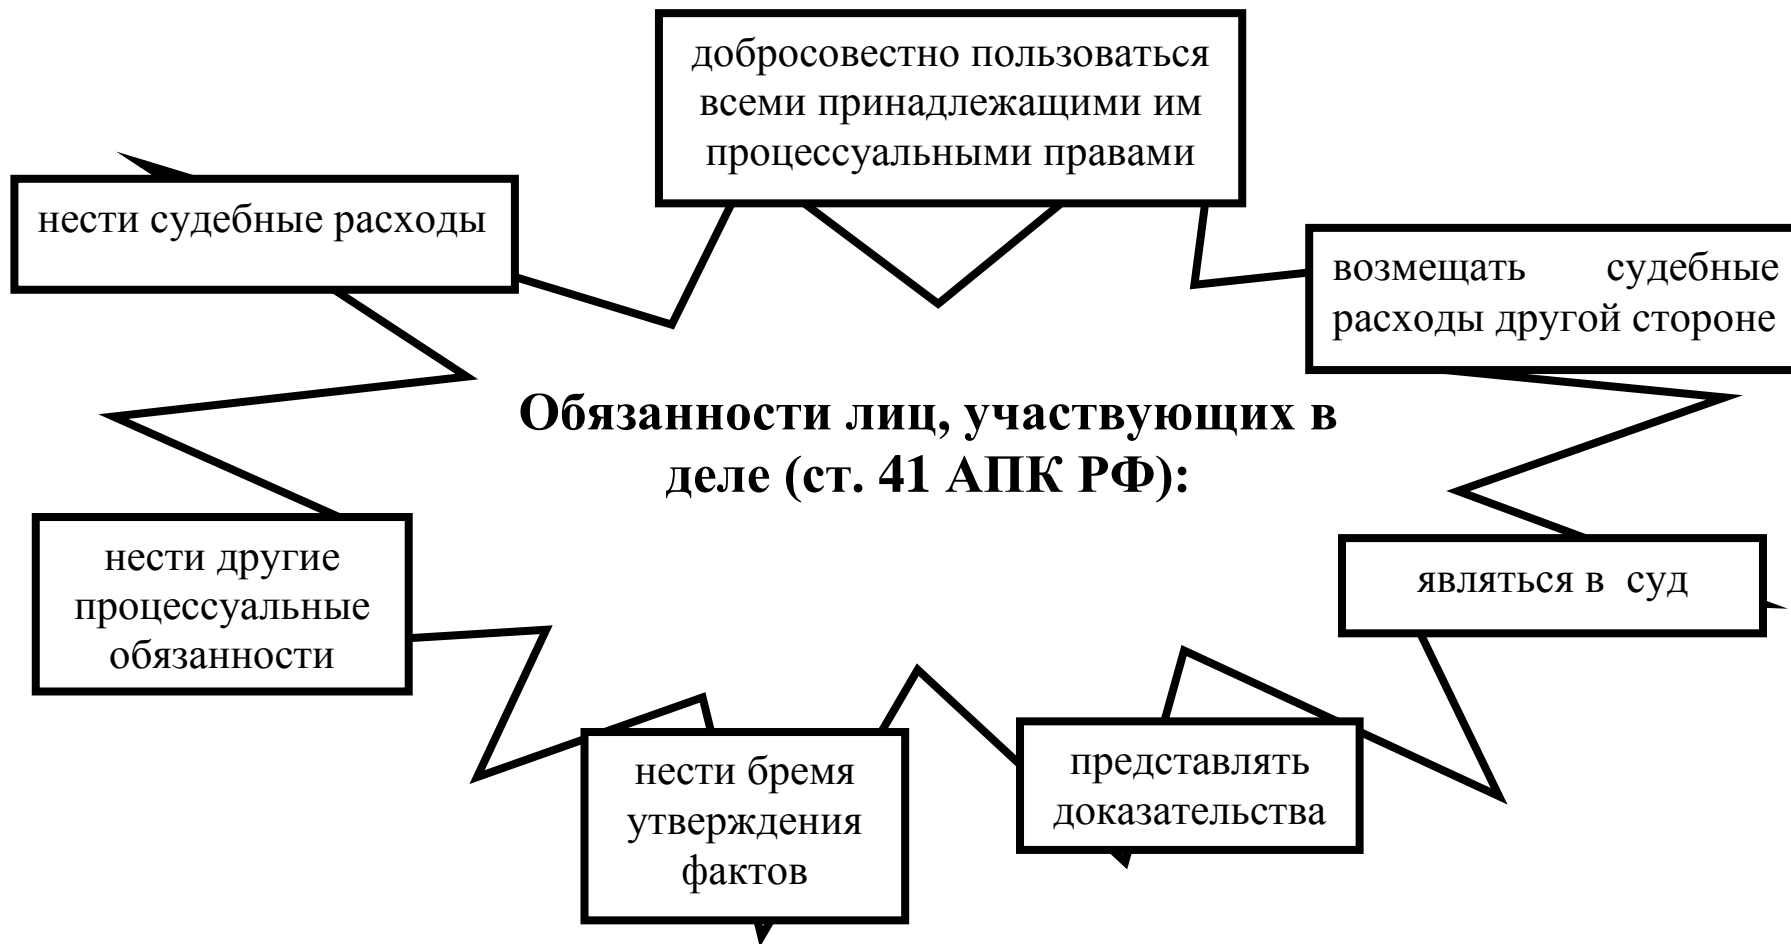 добросовестно пользоваться
всеми принадлежащими им
процессуальными правами
нести судебные расходы
возмещать судебные
расходы другой стороне
Обязанности лиц, участвующих в
деле (ст. 41 АПК РФ):
нести другие
процессуальные
обязанности
являться в суд
нести бремя
утверждения
фактов
представлять
доказательства